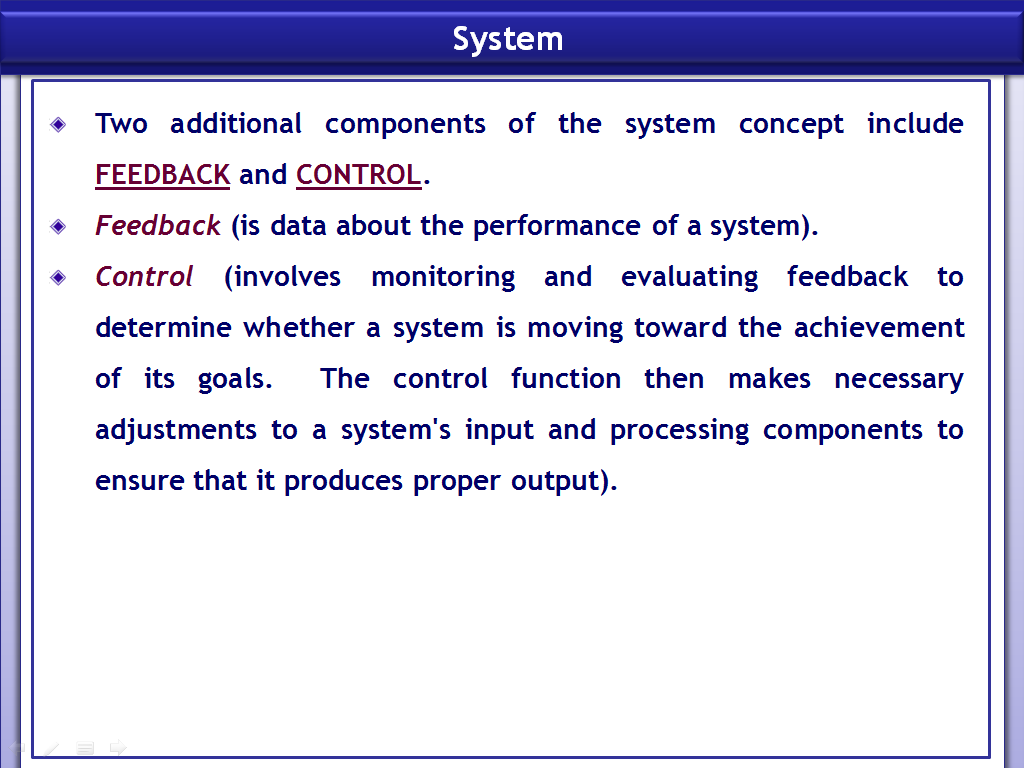 System
Two additional components of the system concept include
FEEDBACK and CONTROL.
Feedback (is data about the performance of a system).
Control (involves monitoring and evaluating feedback to
determine whether a system is moving toward the achievement
of its goals. The control function then makes necessary
adjustments to a system's input and processing components to
ensure that it produces proper output).